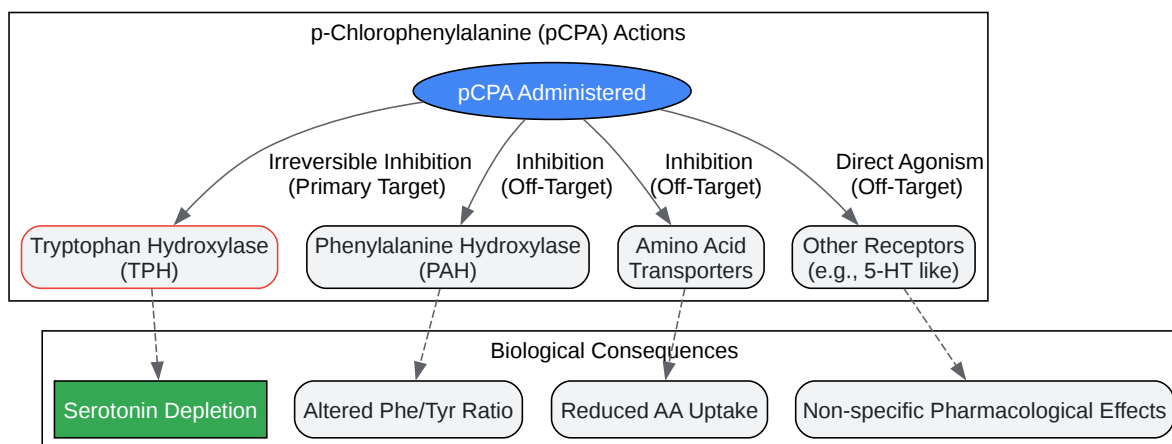 p-Chlorophenylalanine (pCPA) Actions
pCPA Administered
Irreversible Inhibition
(Primary Target)
Inhibition
(Off-Target)
Inhibition
(Off-Target)
Direct Agonism
(Off-Target)
Tryptophan Hydroxylase
(TPH)
Phenylalanine Hydroxylase
(PAH)
Amino Acid
Transporters
Other Receptors
(e.g., 5-HT like)
Biological Consequences
Serotonin Depletion
Altered Phe/Tyr Ratio
Reduced AA Uptake
Non-specific Pharmacological Effects